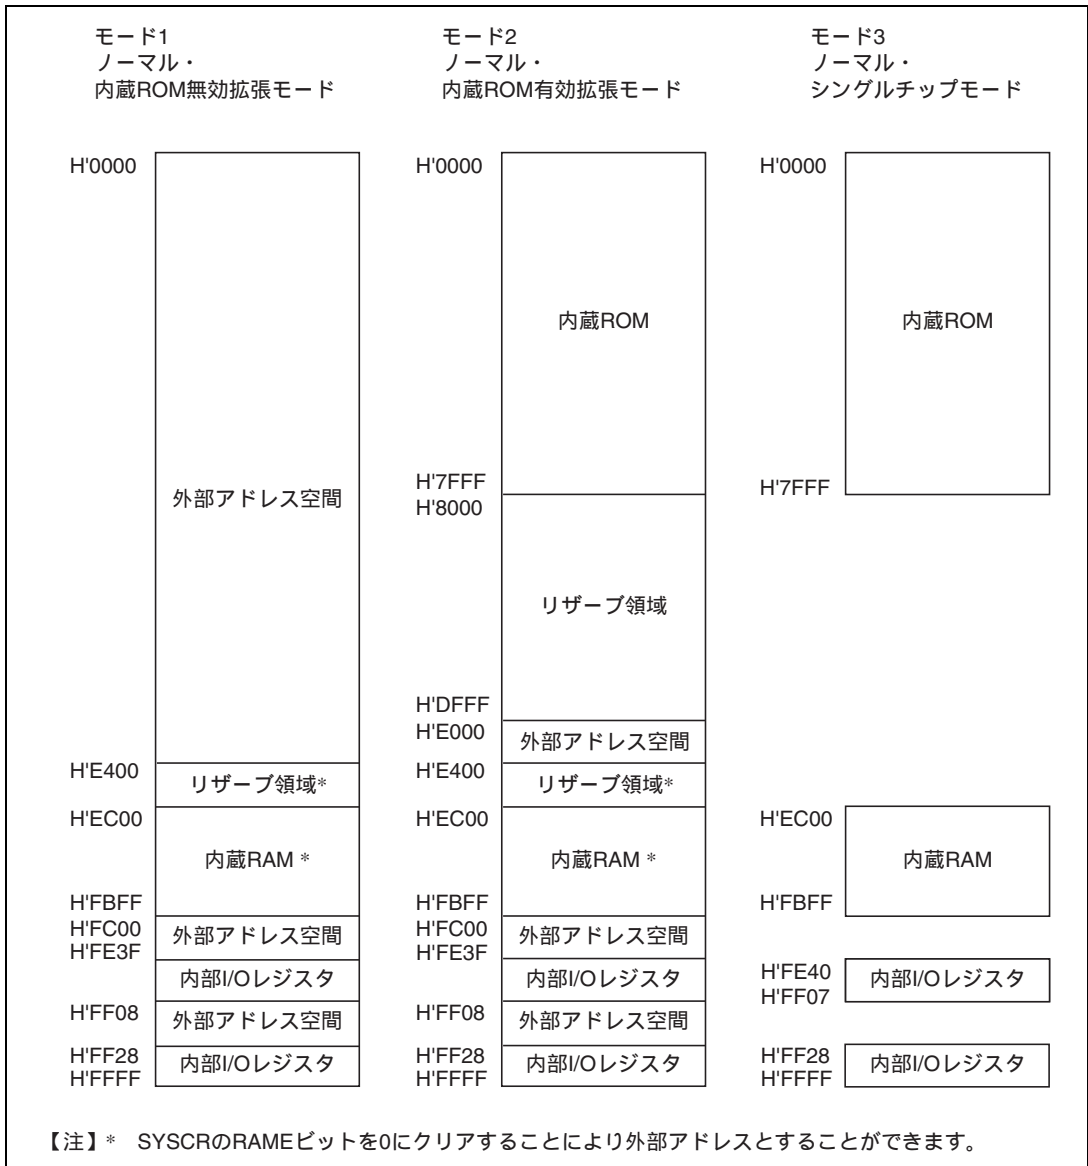 モード1
ノーマル・
内蔵ROM無効拡張モード
H'0000
外部アドレス空間
H'E400
リザーブ領域*
H'EC00
内蔵RAM *
H'FBFF
H'FC00
外部アドレス空間
H'FE3F
内部I/Oレジスタ
H'FF08
外部アドレス空間
H'FF28
内部I/Oレジスタ
H'FFFF
モード2
ノーマル・
内蔵ROM有効拡張モード
H'0000
内蔵ROM
H'7FFF
H'8000
リザーブ領域
H'DFFF
H'E000
外部アドレス空間
H'E400
リザーブ領域*
H'EC00
内蔵RAM *
H'FBFF
H'FC00
外部アドレス空間
H'FE3F
内部I/Oレジスタ
H'FF08
外部アドレス空間
H'FF28
内部I/Oレジスタ
H'FFFF
モード3
ノーマル・
シングルチップモード
H'0000
内蔵ROM
H'7FFF
H'EC00
内蔵RAM
H'FBFF
H'FE40
内部I/Oレジスタ
H'FF07
H'FF28
内部I/Oレジスタ
H'FFFF
【注】* SYSCRのRAMEビットを0にクリアすることにより外部アドレスとすることができます。